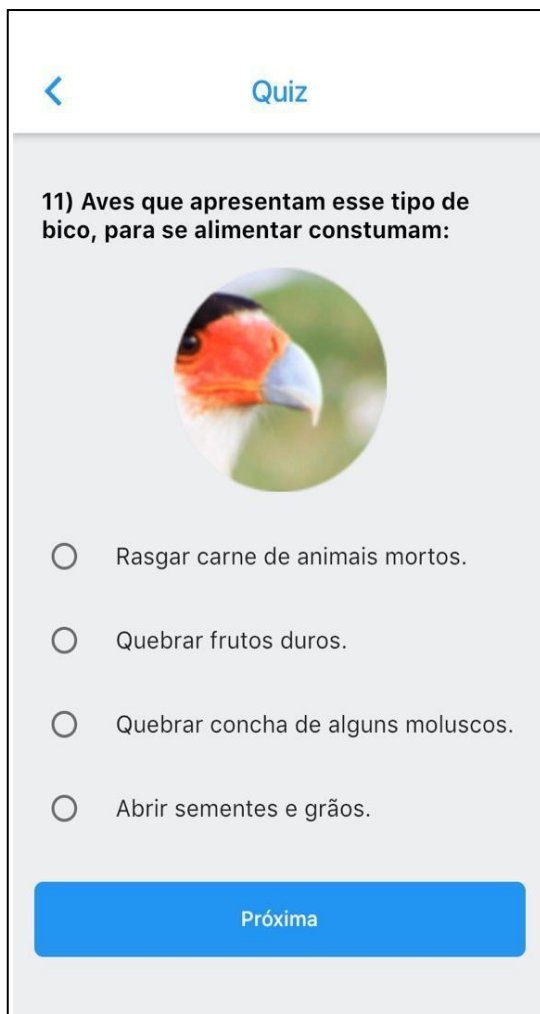 Quiz
11) Aves que apresentam esse tipo de
bico, para se alimentar constumam:
Rasgar carne de animais mortos.
Quebrar frutos duros.
Quebrar concha de alguns moluscos.
Abrir sementes e grãos.
Próxima